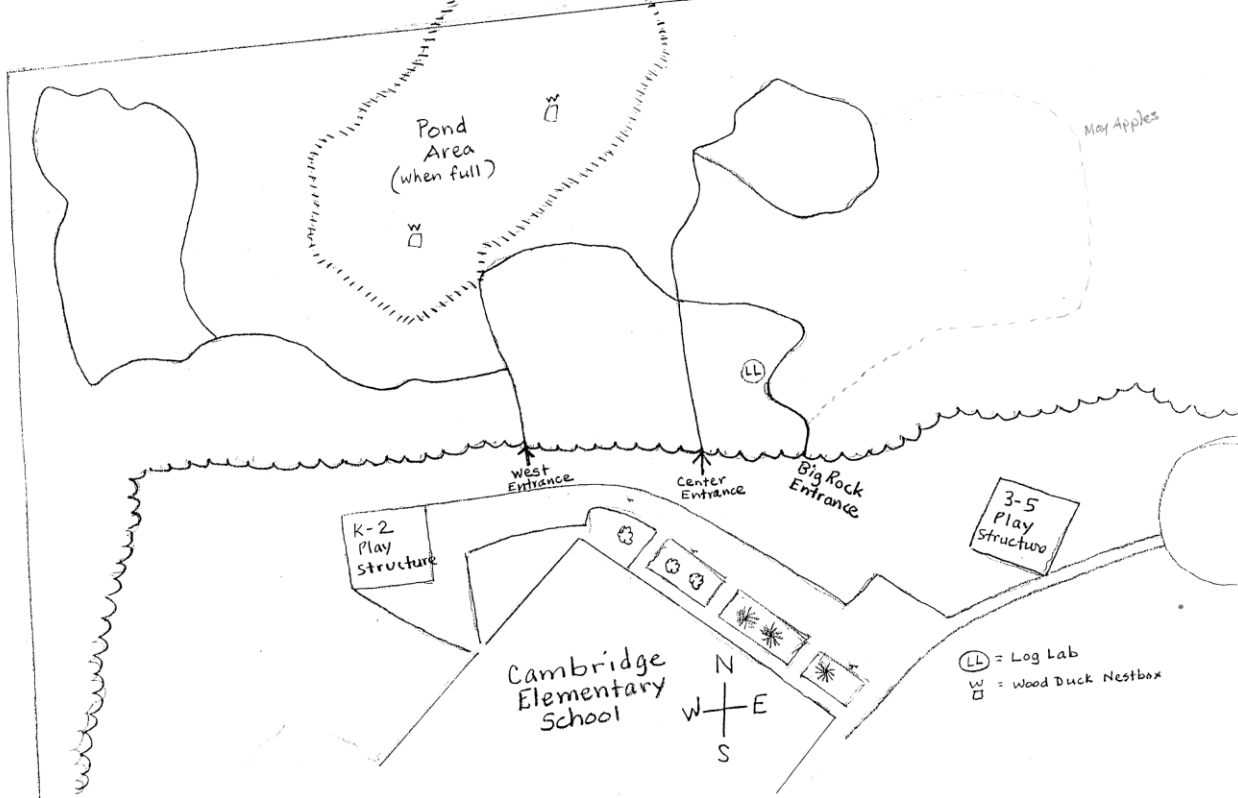 W
Pond
Area
(when full)
W
May Apples
LL
West
Entrance
Center
Entrance
Big Rock
Entrance
K-2
Play
Structure
3-5
Play
Structure
Cambridge
Elementary
School
N
W E
S
LL = Log Lab
W = Wood Duck Nestbox